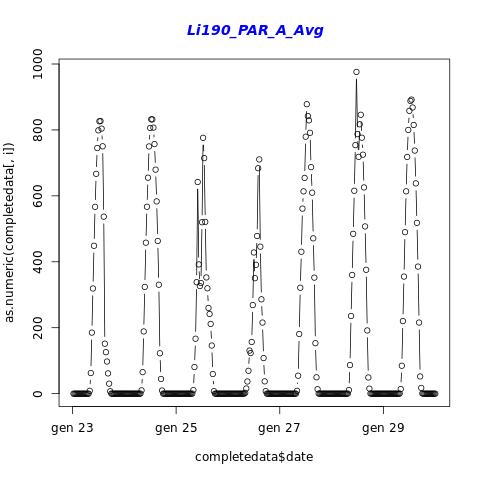 Li190_PAR_A_Avg
as.numeric(completedata[, i])
1000
800
600
400
200
0
gen 23
gen 25
gen 27
gen 29
completedata$date